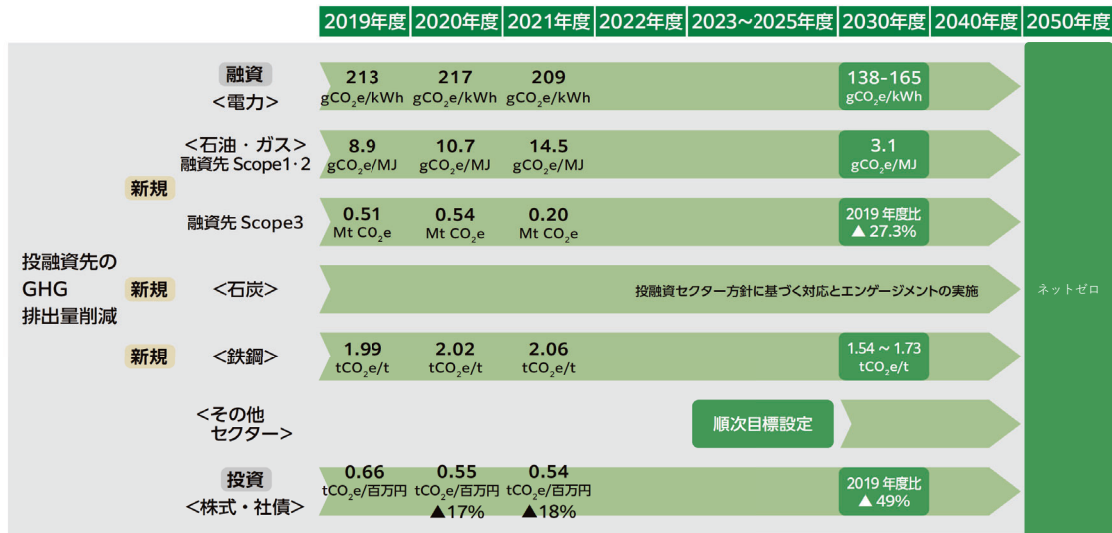 2019年度 2020年度 2021年度 2022年度 2023～2025年度 2030年度 2040年度 2050年度
投融資先の
GHG
排出量削減
融資
<電力>
213 217 209 138-165
gCO₂e/kWh gCO₂e/kWh gCO₂e/kWh gCO₂e/kWh
新規
<石油・ガス>
融資先 Scope1・2
8.9 10.7 14.5 3.1
gCO₂e/MJ gCO₂e/MJ gCO₂e/MJ gCO₂e/MJ
融資先 Scope3
0.51 0.54 0.20 2019 年度比
Mt CO₂e Mt CO₂e Mt CO₂e ▲ 27.3%
新規 <石炭> 投融資セクター方針に基づく対応とエンゲージメントの実施
ネットゼロ
新規 <鉄鋼>
1.99 2.02 2.06 1.54 ～ 1.73
tCO₂e/t tCO₂e/t tCO₂e/t tCO₂e/t
<その他
セクター>
順次目標設定
投資
<株式・社債>
0.66 0.55 0.54 2019 年度比
tCO₂e/百万円 tCO₂e/百万円 tCO₂e/百万円 ▲ 49%
▲17% ▲18%